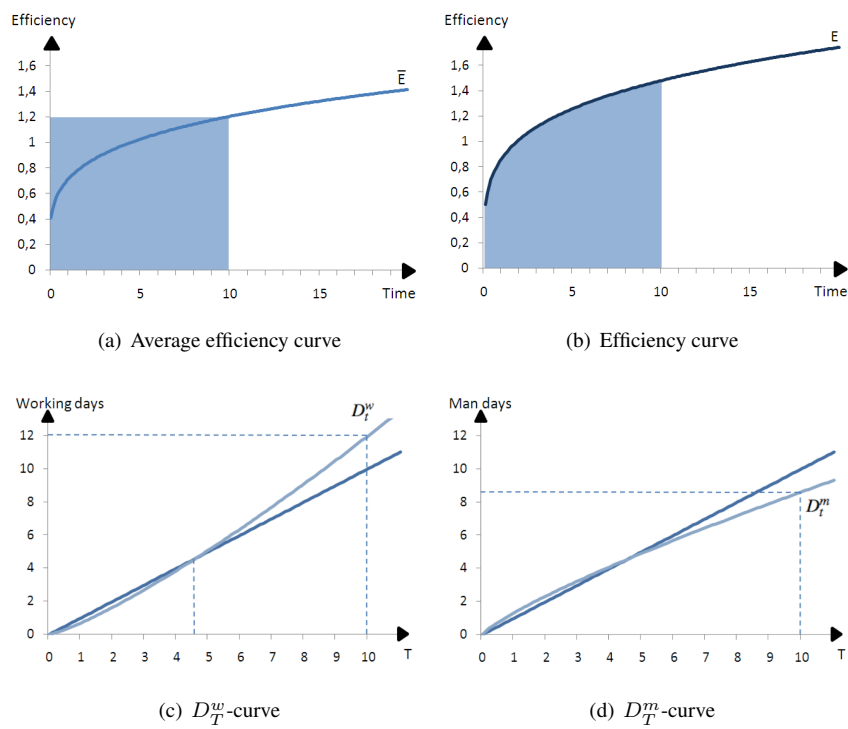 Efficiency
1,6
1,4
1,2
1
0,8
0,6
0,4
0,2
0
0 5 10 15 Time
E̅
(a) Average efficiency curve
Efficiency
1,6
1,4
1,2
1
0,8
0,6
0,4
0,2
0
0 5 10 15 Time
E
(b) Efficiency curve
Working days
12
10
8
6
4
2
0
0 1 2 3 4 5 6 7 8 9 10 T
D_t^w
(c) D_T^w-curve
Man days
12
10
8
6
4
2
0
0 1 2 3 4 5 6 7 8 9 10 T
D_t^m
(d) D_T^m-curve